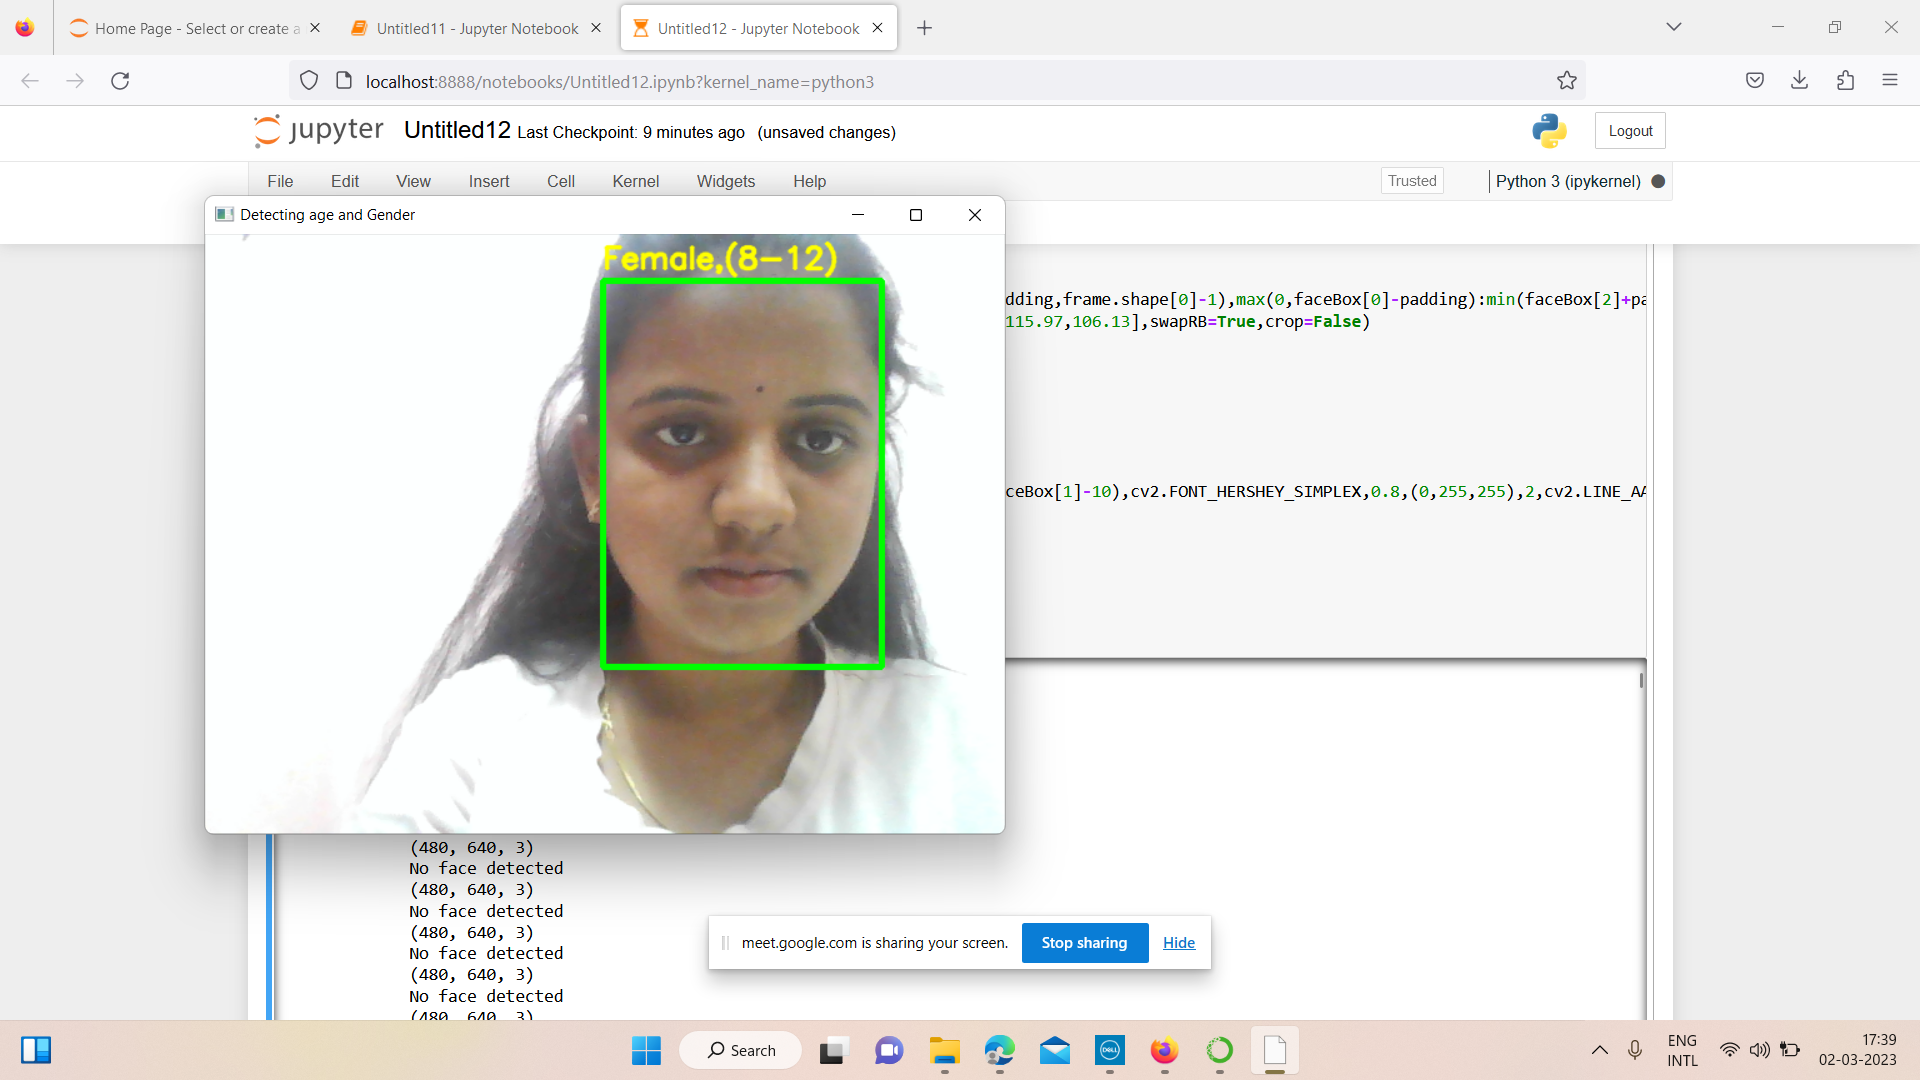 Home Page - Select or create a
Untitled11 - Jupyter Notebook
Untitled12 - Jupyter Notebook
localhost:8888/notebooks/Untitled12.ipynb?kernel_name=python3
jupyter Untitled12 Last Checkpoint: 9 minutes ago (unsaved changes)
Logout
File Edit View Insert Cell Kernel Widgets Help
Trusted
Python 3 (ipykernel)
Detecting age and Gender
Female,(8-12)
dding,frame.shape[0]-1),max(0,faceBox[0]-padding):min(faceBox[2]+pa
115.97,106.13],swapRB=True,crop=False)
ceBox[1]-10),cv2.FONT_HERSHEY_SIMPLEX,0.8,(0,255,255),2,cv2.LINE_AA
(480, 640, 3)
No face detected
(480, 640, 3)
No face detected
(480, 640, 3)
No face detected
(480, 640, 3)
No face detected
(480, 640, 3)
meet.google.com is sharing your screen.
Stop sharing
Hide
Search
DELL
ENG
INTL
17:39
02-03-2023